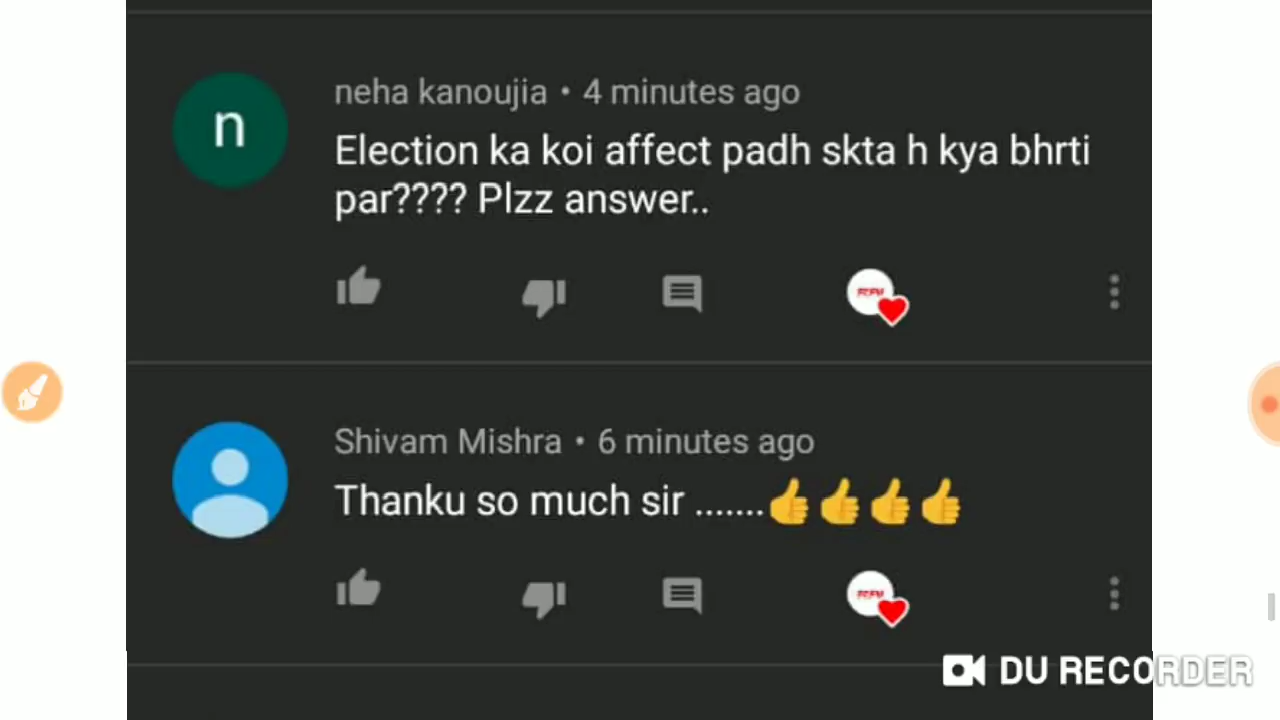 n
neha kanoujia • 4 minutes ago
Election ka koi affect padh skta h kya bhrti
par???? Plzz answer..
Shivam Mishra • 6 minutes ago
Thanku so much sir .......👍👍👍👍
DU RECORDER